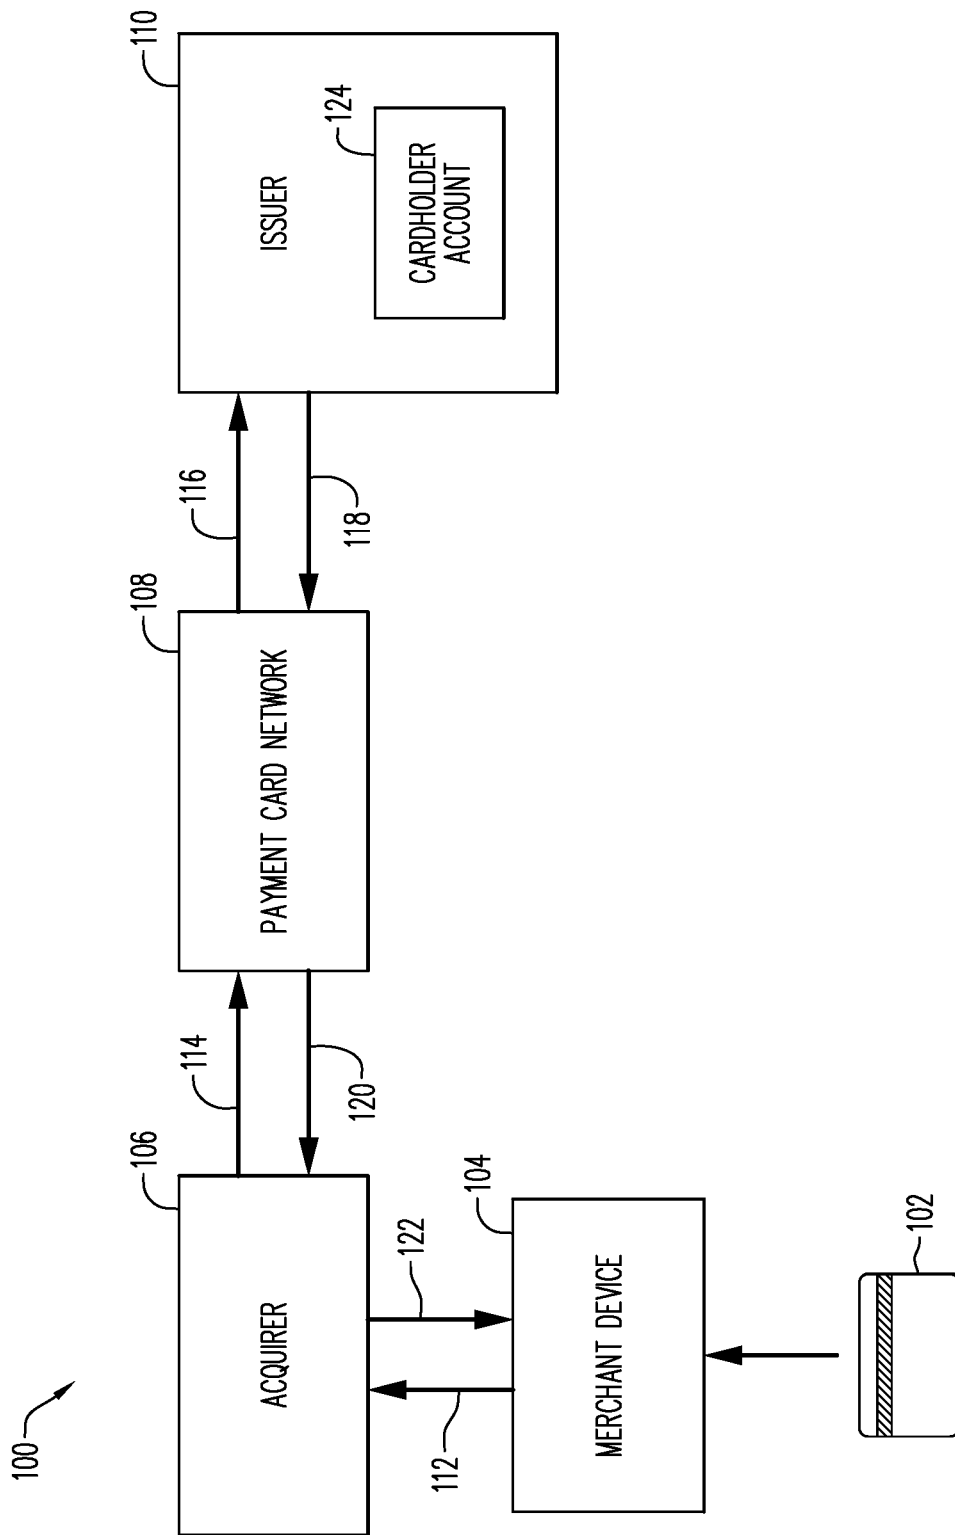 100
106
ACQUIRER
114
120
108
PAYMENT CARD NETWORK
116
118
110
ISSUER
124
CARDHOLDER
ACCOUNT
112
122
104
MERCHANT DEVICE
102